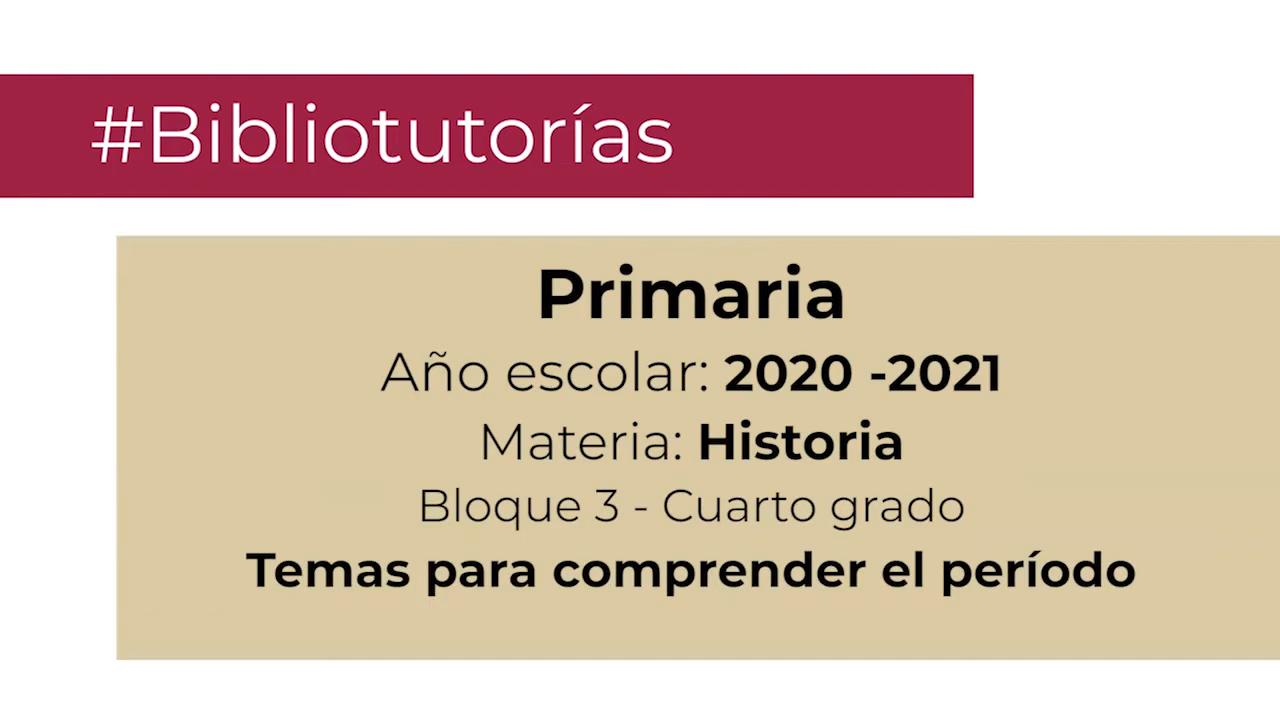 #Bibliotutorías
Primaria
Año escolar: 2020 -2021
Materia: Historia
Bloque 3 - Cuarto grado
Temas para comprender el período